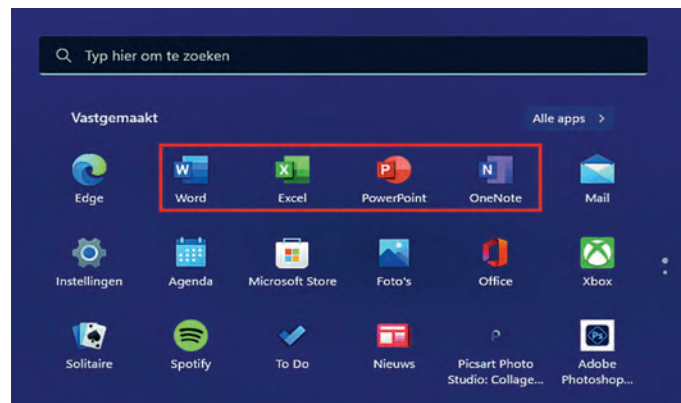 Typ hier om te zoeken
Vastgemaakt
Alle apps >
Edge
Word
Excel
PowerPoint
OneNote
Mail
Instellingen
Agenda
Microsoft Store
Foto's
Office
Xbox
Solitaire
Spotify
To Do
Nieuws
Picsart Photo
Studio: Collage...
Adobe
Photoshop...